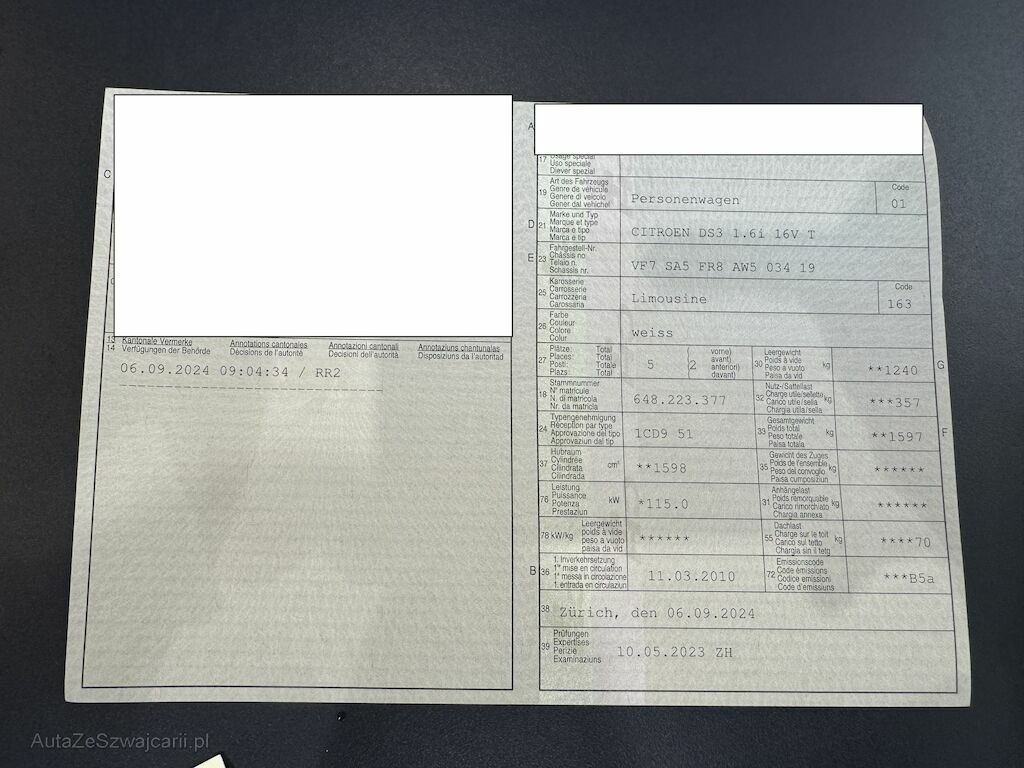 C
13 Kantonale Vermerke Annotations cantonales Annotazioni cantonali Annotaziuns chantunalas
14 Verfügungen der Behörde Décisions de l'autorité Decisioni dell'autorità Disposiziuns da l'autoritad
06.09.2024 09:04:34 / RR2
A
17 Usage spécial
Uso speciale
Diever spezial
19 Art des Fahrzeugs
Genre de véhicule
Genere di veicolo
Gener dal vehichel
Personenwagen
Code
01
D 21 Marke und Typ
Marque et type
Marca e tipo
Marca e tip
CITROEN DS3 1.6i 16V T
E 23 Fahrgestell-Nr.
Châssis no
Telaio n.
Schassis nr.
VF7 SA5 FR8 AW5 034 19
25 Karosserie
Carrosserie
Carrozzeria
Carossaria
Limousine
Code
163
26 Farbe
Couleur
Colore
Colur
weiss
27 Plätze: Total
Places: Total
Posti: Totale
Plazs: Total
5 (2 vorne)
avant)
anteriori)
davant)
30 Leergewicht
Poids à vide
Peso a vuoto
Paisa da vid
kg
**1240
G
18 Stammnummer
N° matricule
N. di matricola
Nr. da matricla
648.223.377
32 Nutz-/Sattellast
Charge utile/sellette
Carico utile/sella
Chargia utila/sella
kg
***357
24 Typengenehmigung
Réception par type
Approvazione del tipo
Approvaziun dal tip
1CD9 51
33 Gesamtgewicht
Poids total
Peso totale
Paisa totala
kg
**1597
F
37 Hubraum
Cylindrée
Cilindrata
Cilindrada
cm³
**1598
35 Gewicht des Zuges
Poids de l'ensemble
Peso del convoglio
Paisa cumposiziun
kg
******
76 Leistung
Puissance
Potenza
Prestaziun
kW
*115.0
31 Anhängelast
Poids remorquable
Carico rimorchiato
Chargia annexa
kg
******
78 kW/kg Leergewicht
poids à vide
peso a vuoto
paisa da vid
******
55 Dachlast
Charge sur le toit
Carico sul tetto
Chargia sin il tetg
kg
****70
B 36 1. Inverkehrsetzung
1re mise en circulation
1a messa in circolazione
1. entrada en circulaziun
11.03.2010
72 Emissionscode
Code émissions
Codice emissioni
Code d'emissiuns
***B5a
38 Zürich, den 06.09.2024
39 Prüfungen
Expertises
Perizie
Examinaziuns
10.05.2023 ZH
AutaZeSzwajcarii.pl